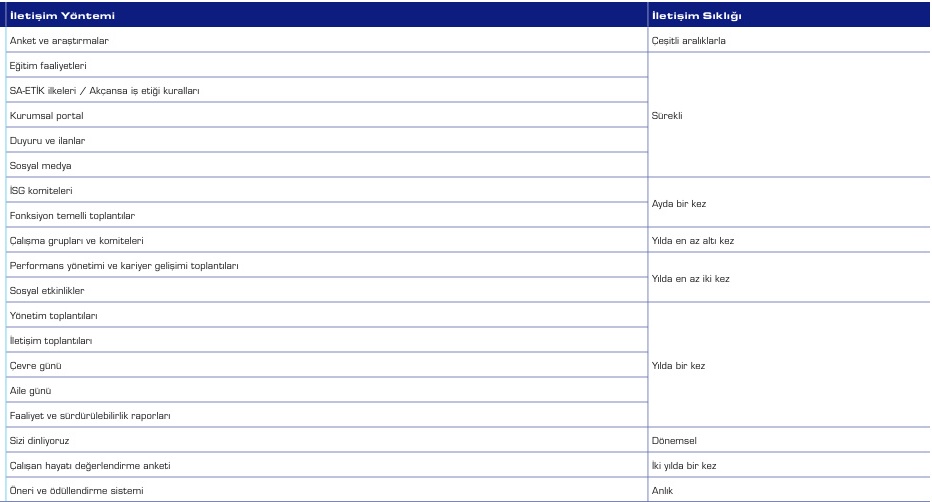 İletişim Yöntemi İletişim Sıklığı
Anket ve araştırmalar Çeşitli aralıklarla
Eğitim faaliyetleri
SA-ETİK ilkeleri / Akçansa iş etiği kuralları
Kurumsal portal Sürekli
Duyuru ve ilanlar
Sosyal medya
İSG komiteleri
Ayda bir kez
Fonksiyon temelli toplantılar
Çalışma grupları ve komiteleri Yılda en az altı kez
Performans yönetimi ve kariyer gelişimi toplantıları
Yılda en az iki kez
Sosyal etkinlikler
Yönetim toplantıları
İletişim toplantıları
Çevre günü Yılda bir kez
Aile günü
Faaliyet ve sürdürülebilirlik raporları
Sizi dinliyoruz Dönemsel
Çalışan hayatı değerlendirme anketi İki yılda bir kez
Öneri ve ödüllendirme sistemi Anlık